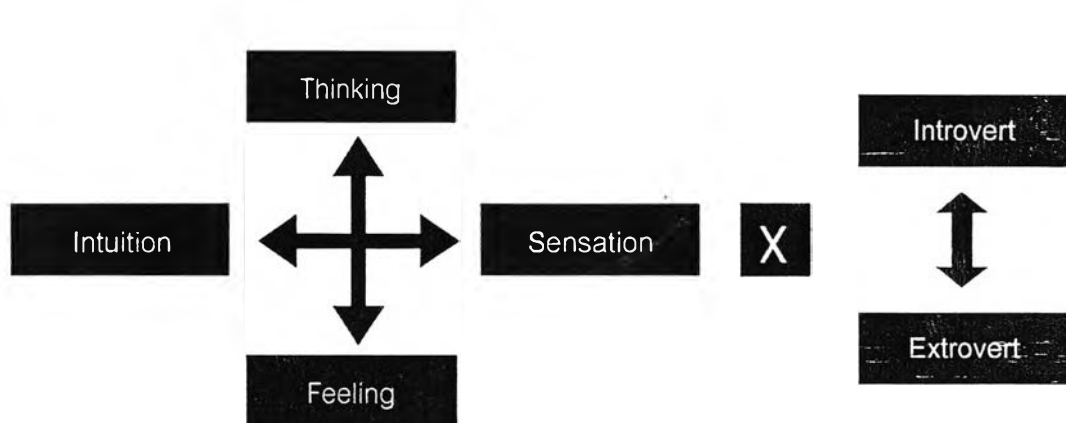 Thinking
Introvert
Intuition
Sensation
X
Extrovert
Feeling